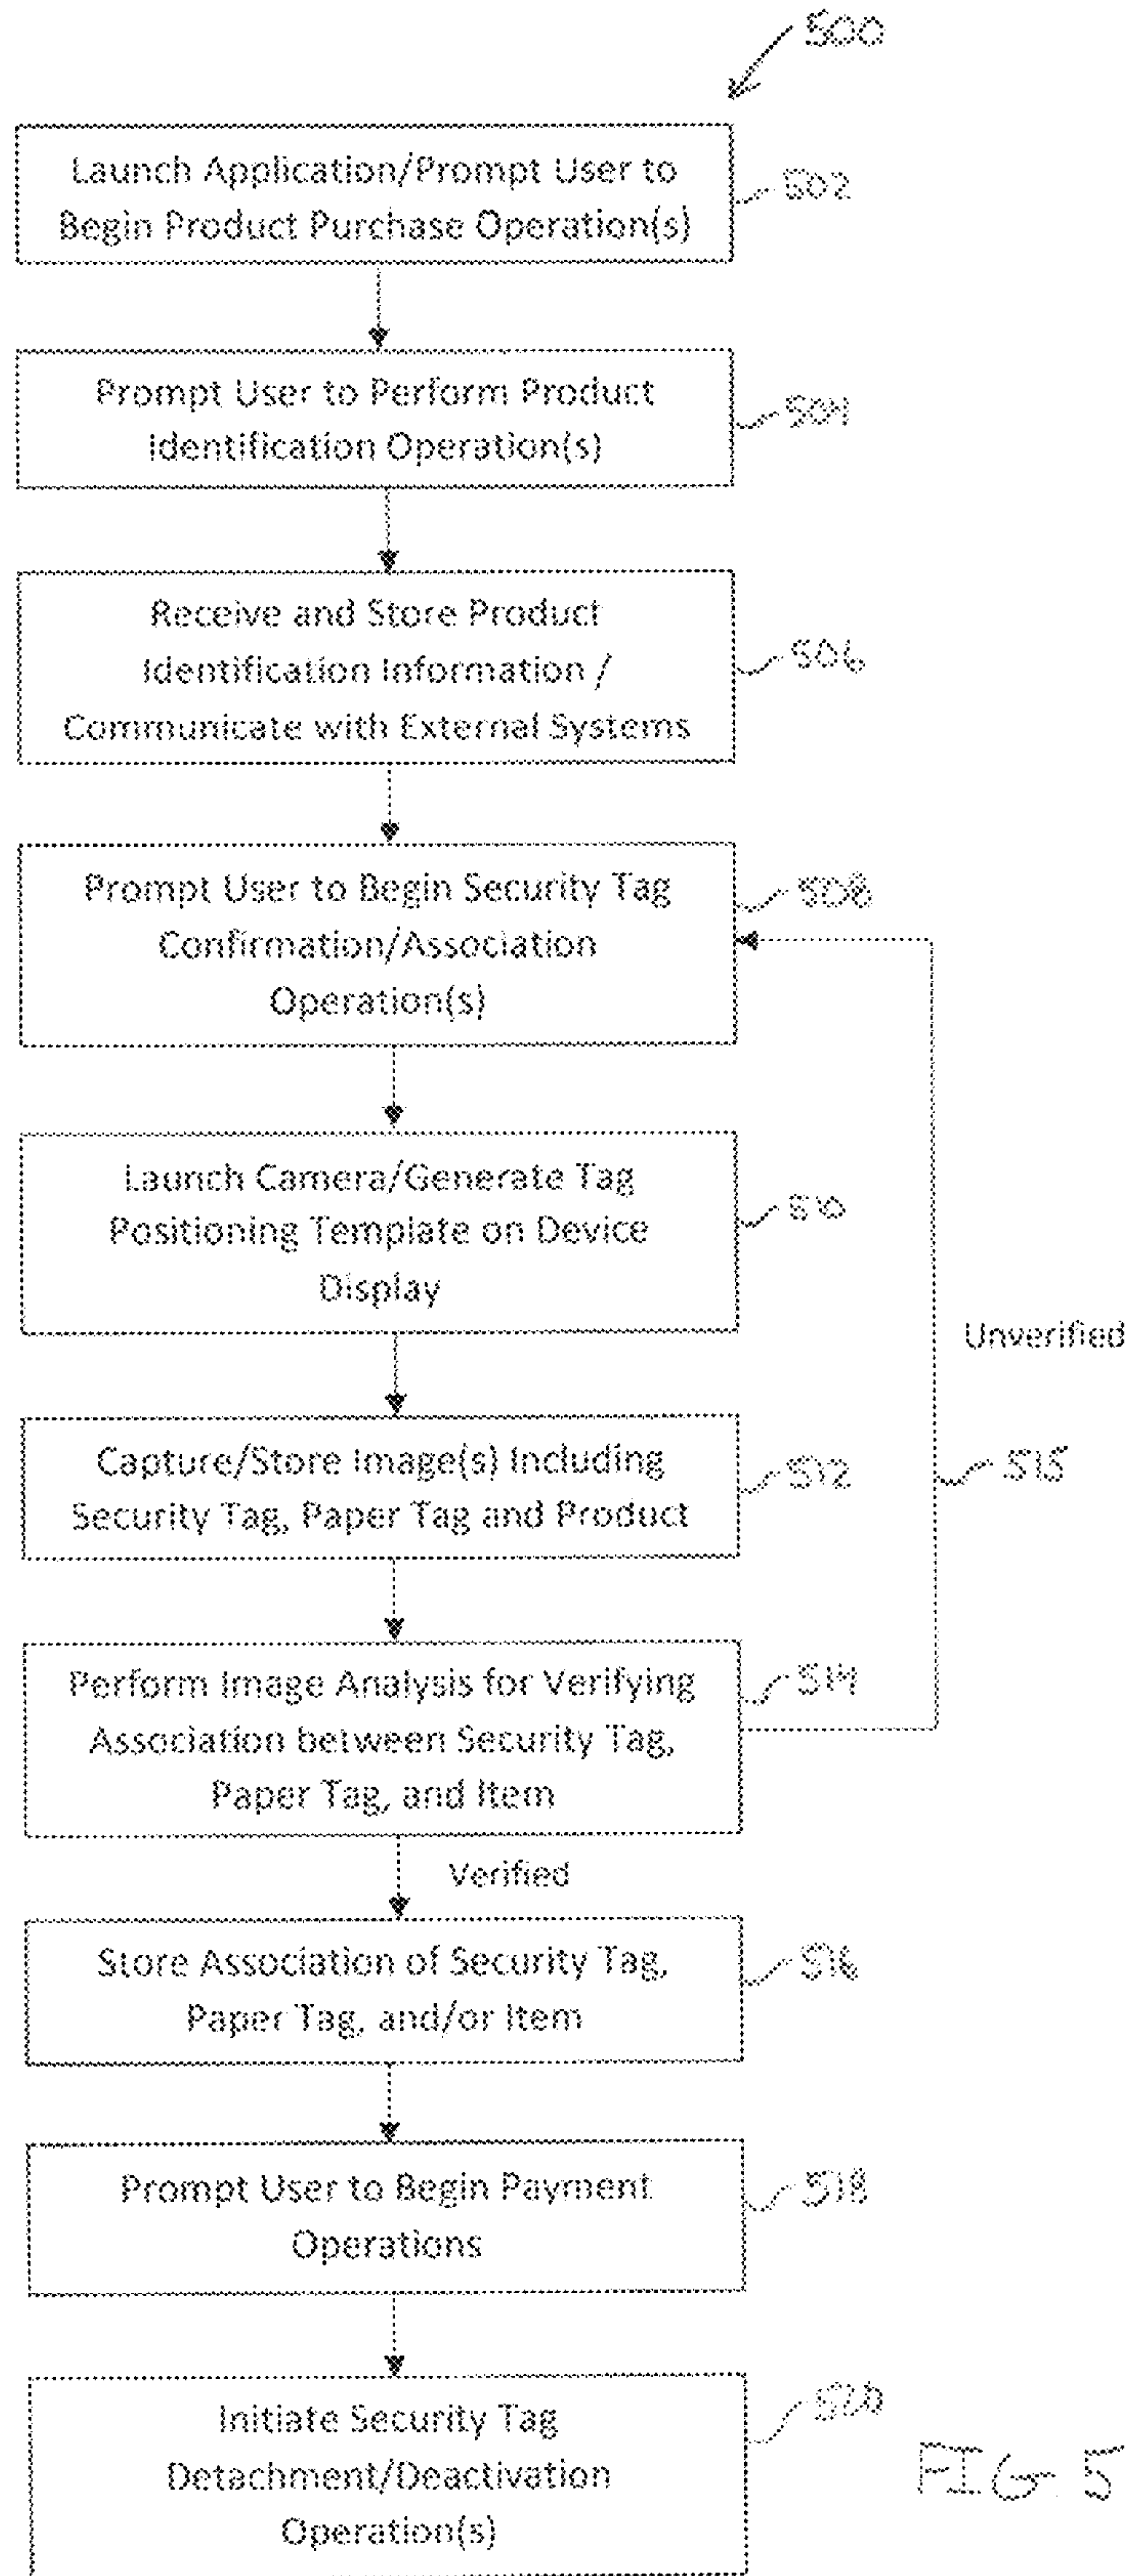 500
Launch Application/Prompt User to
Begin Product Purchase Operation(s)
502
Prompt User to Perform Product
Identification Operation(s)
504
Receive and Store Product
Identification Information /
Communicate with External Systems
506
Prompt User to Begin Security Tag
Confirmation/Association
Operation(s)
508
Launch Camera/Generate Tag
Positioning Template on Device
Display
510
Unverified
Capture/Store Image(s) Including
Security Tag, Paper Tag and Product
512
515
Perform Image Analysis for Verifying
Association between Security Tag,
Paper Tag, and Item
514
Verified
Store Association of Security Tag,
Paper Tag, and/or Item
516
Prompt User to Begin Payment
Operations
518
Initiate Security Tag
Detachment/Deactivation
Operation(s)
520
FIG. 5